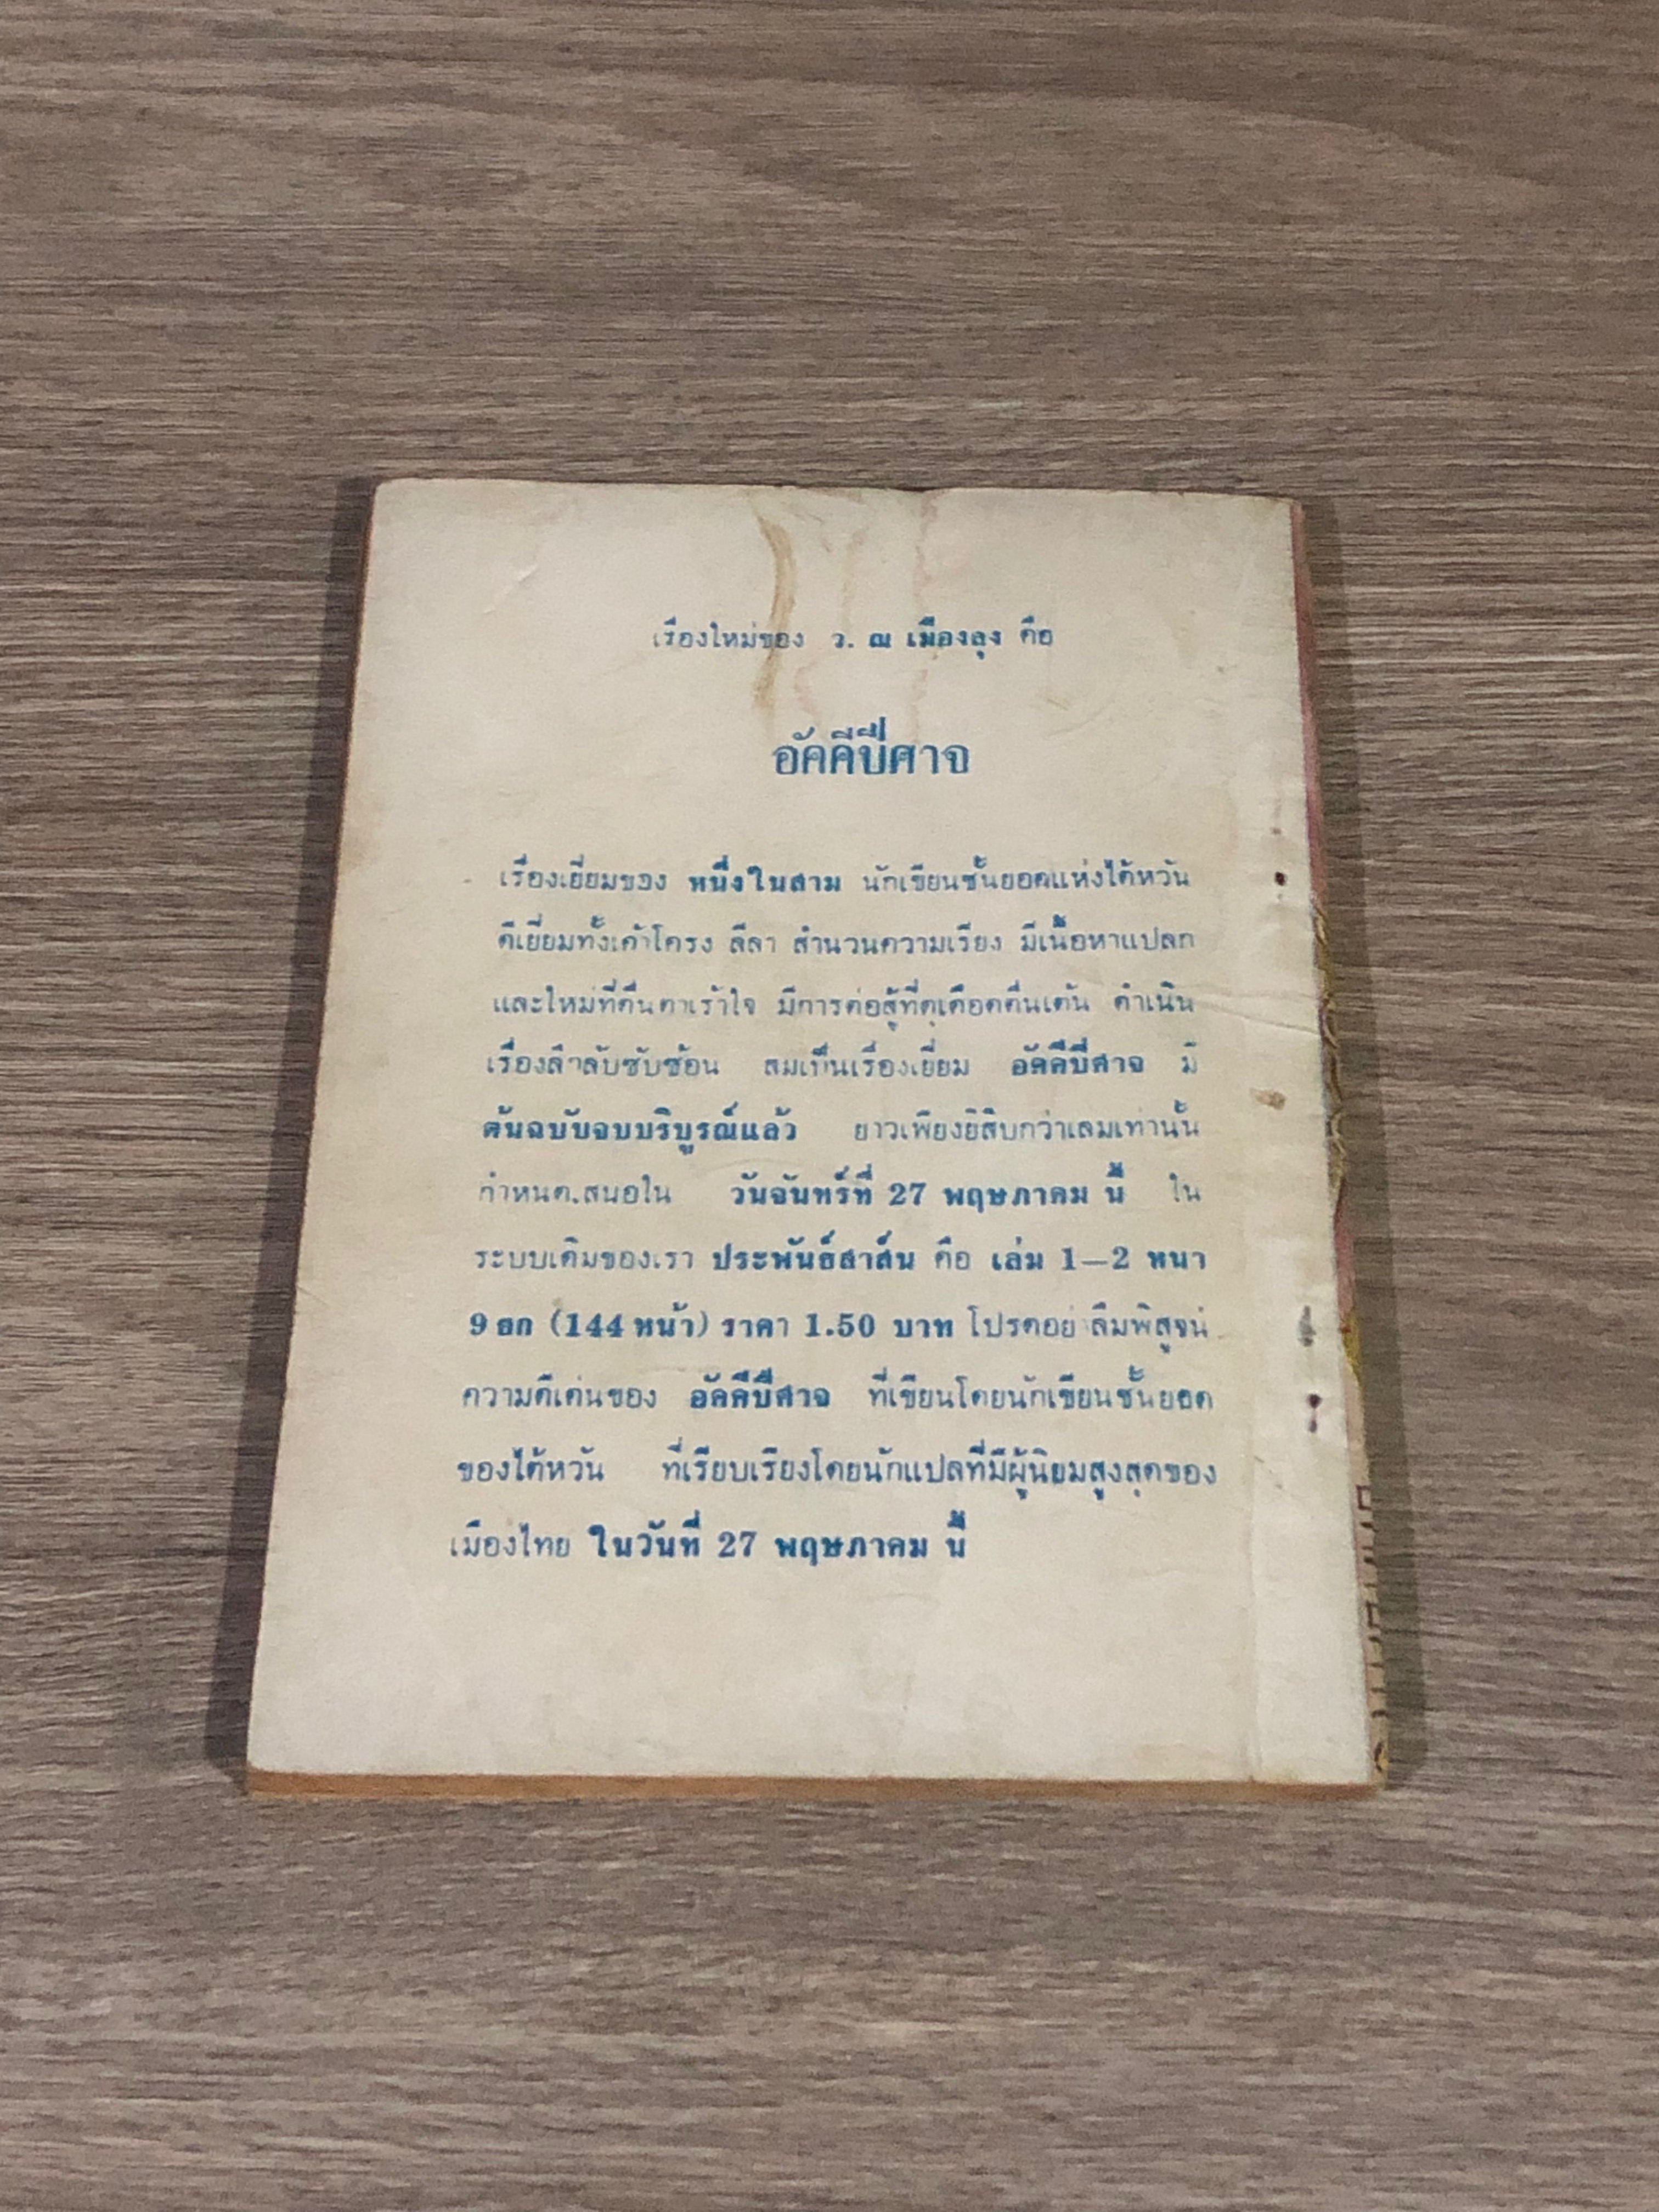 เรื่องใหม่ของ ว. ณ เมืองลุง คือ
อัคคีปีศาจ
เรื่องเยี่ยมของ หนึ่งในสาม นักเขียนชั้นยอดแห่งไต้หวัน
ดีเยี่ยมทั้งเค้าโครง ลีลา สำนวนความเรียง มีเนื้อหาแปลก
และใหม่ที่ตื่นตาเร้าใจ มีการต่อสู้ที่ดุเดือดตื่นเต้น ดำเนิน
เรื่องลึกลับซับซ้อน สมเป็นเรื่องเยี่ยม อัคคีปีศาจ มี
ต้นฉบับจบบริบูรณ์แล้ว ยาวเพียงยี่สิบกว่าเล่มเท่านั้น
กำหนดเสนอใน วันจันทร์ที่ 27 พฤษภาคม นี้ ใน
ระบบเดิมของเรา ประพันธ์สาส์น คือ เล่ม 1—2 หนา
9 ยก (144 หน้า) ราคา 1.50 บาท โปรดอย่าลืมพิสูจน์
ความดีเด่นของ อัคคีปีศาจ ที่เขียนโดยนักเขียนชั้นยอด
ของไต้หวัน ที่เรียบเรียงโดยนักแปลที่มีผู้นิยมสูงสุดของ
เมืองไทย ในวันที่ 27 พฤษภาคม นี้